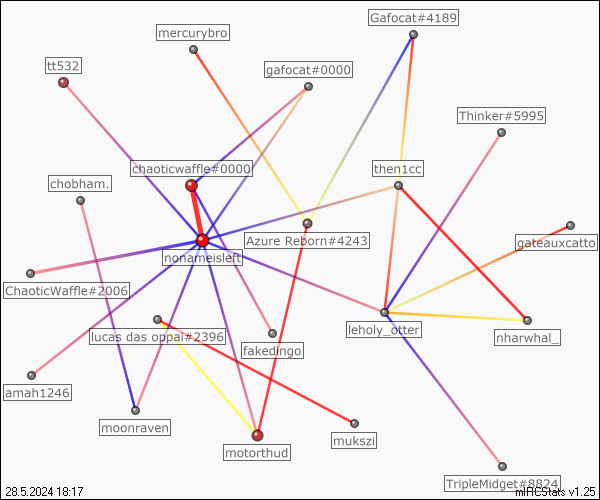 Gafocat#4189
mercurybro
tt532
gafocat#0000
Thinker#5995
chaoticwaffle#0000
then1cc
chobham.
Azure Reborn#4243
gateauxcatto
nonameisleft
ChaoticWaffle#2006
leholy_otter
lucas das oppai#2396
nharwhal_
fakedingo
amah1246
moonraven
mukszi
motorthud
TripleMidget#8824
28.5.2024 18:17
mIRCStats v1.25